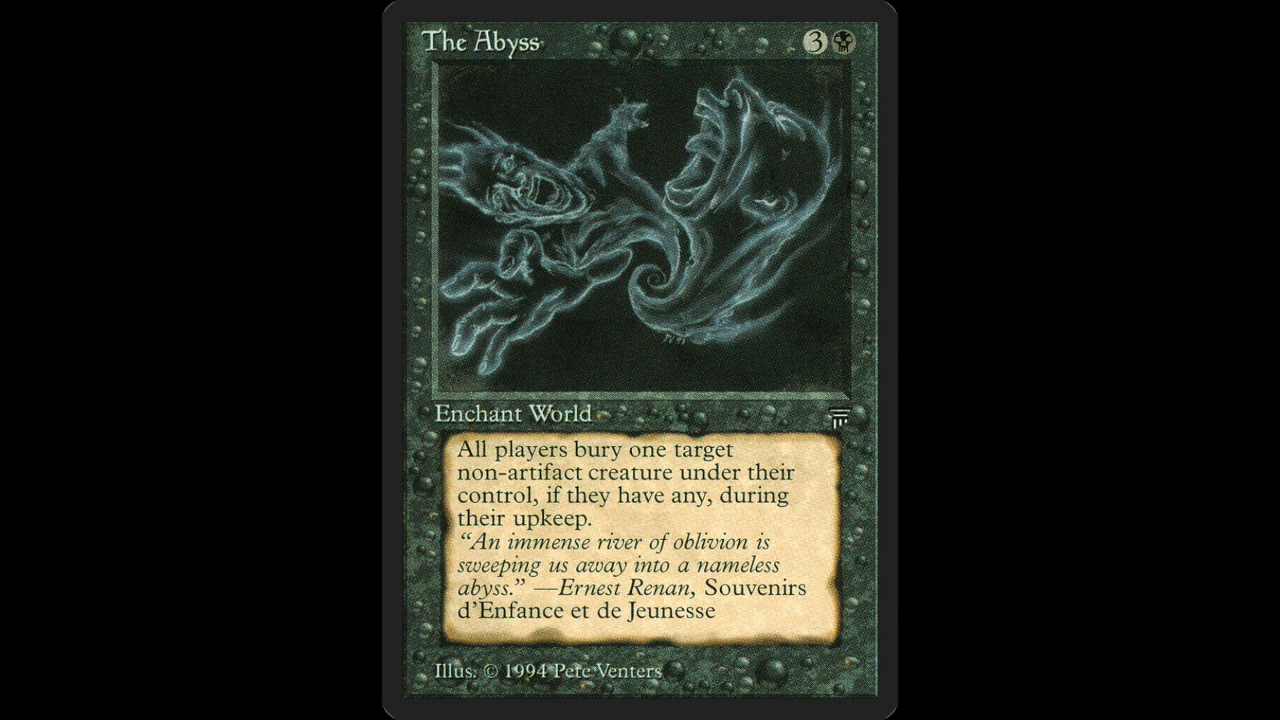 The Abyss 3
Enchant World
All players bury one target
non-artifact creature under their
control, if they have any, during
their upkeep.
“An immense river of oblivion is
sweeping us away into a nameless
abyss.” —Ernest Renan, Souvenirs
d’Enfance et de Jeunesse
Illus. © 1994 Pete Venters